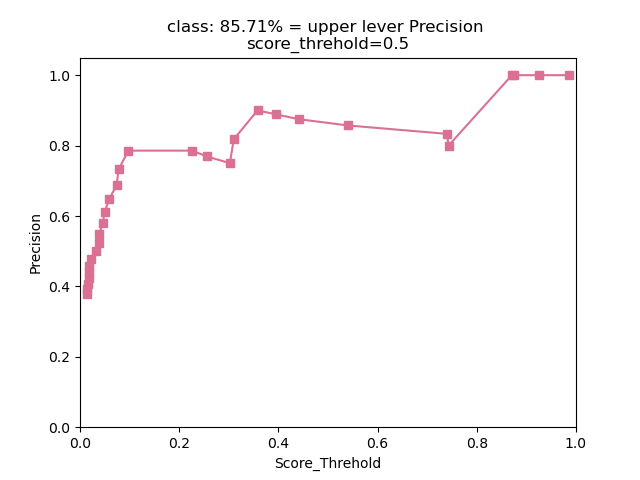 class: 85.71% = upper lever Precision
score_threhold=0.5
1.0
0.8
0.6
0.4
0.2
0.0
Precision
0.0 0.2 0.4 0.6 0.8 1.0
Score_Threhold